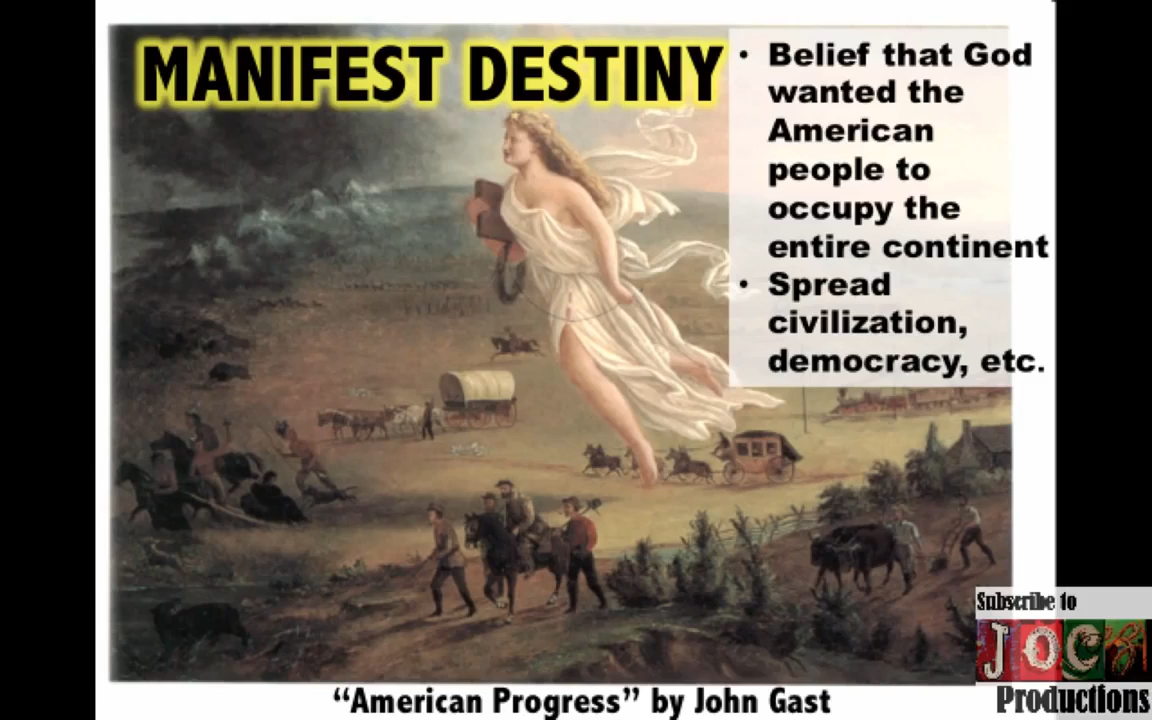 MANIFEST DESTINY
• Belief that God
wanted the
American
people to
occupy the
entire continent
• Spread
civilization,
democracy, etc.
Subscribe to
JOCZ
Productions
“American Progress” by John Gast